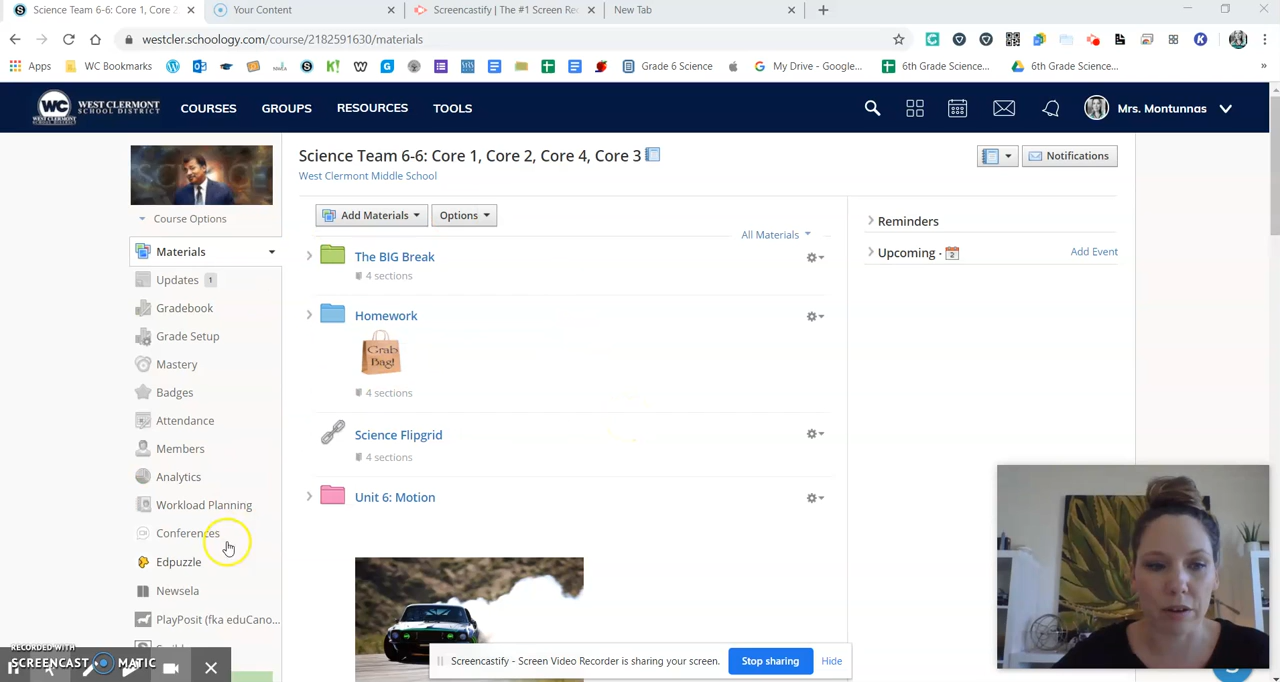 Science Team 6-6: Core 1, Core 2
Your Content
Screencastify | The #1 Screen Re
New Tab
westcler.schoology.com/course/2182591630/materials
Apps
WC Bookmarks
Grade 6 Science...
My Drive - Google...
6th Grade Science...
6th Grade Science...
WC WEST CLERMONT
SCHOOL DISTRICT
COURSES
GROUPS
RESOURCES
TOOLS
Mrs. Montunnas
Science Team 6-6: Core 1, Core 2, Core 4, Core 3
West Clermont Middle School
Notifications
Course Options
Add Materials
Options
All Materials
Reminders
Upcoming ·
Add Event
Materials
Updates 1
Gradebook
Grade Setup
Mastery
Badges
Attendance
Members
Analytics
Workload Planning
Conferences
Edpuzzle
Newsela
PlayPosit (fka eduCano...
The BIG Break
4 sections
Homework
Grab
Bag!
4 sections
Science Flipgrid
4 sections
Unit 6: Motion
RECORDED WITH
SCREENCAST MATIC
Screencastify - Screen Video Recorder is sharing your screen.
Stop sharing
Hide